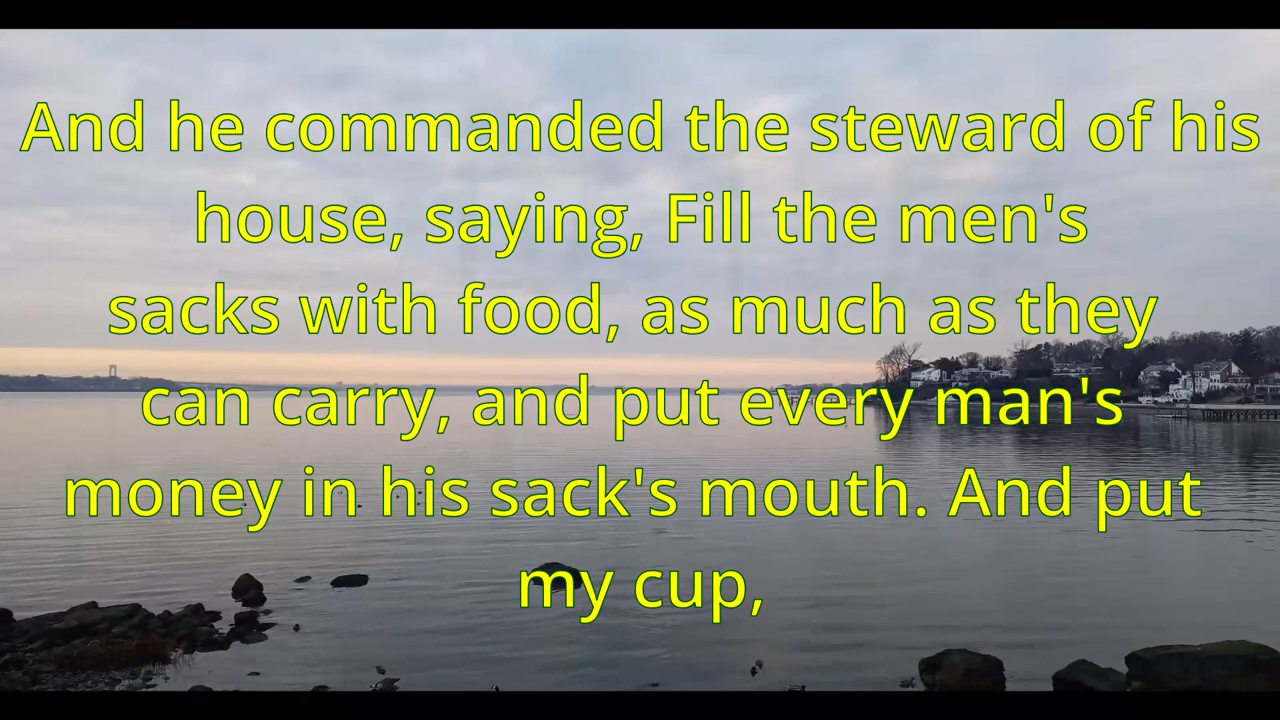 And he commanded the steward of his
house, saying, Fill the men's
sacks with food, as much as they
can carry, and put every man's
money in his sack's mouth. And put
my cup,